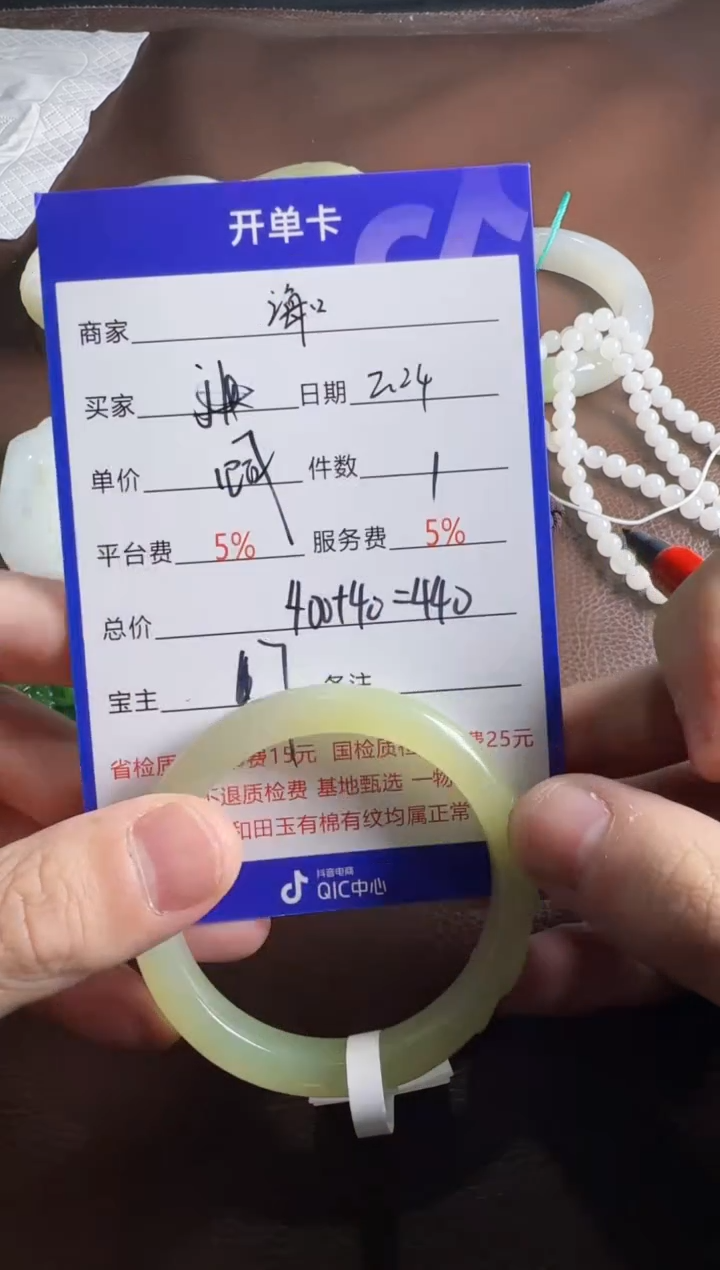 开单卡
商家 海口
买家 日期 2.24
单价 件数 1
平台费 5% 服务费 5%
总价 400+40=440
宝主 备注
省检质 费15元 国检质检 费25元
不退质检费 基地甄选 一物
和田玉有棉有纹均属正常
抖音电商
QIC中心